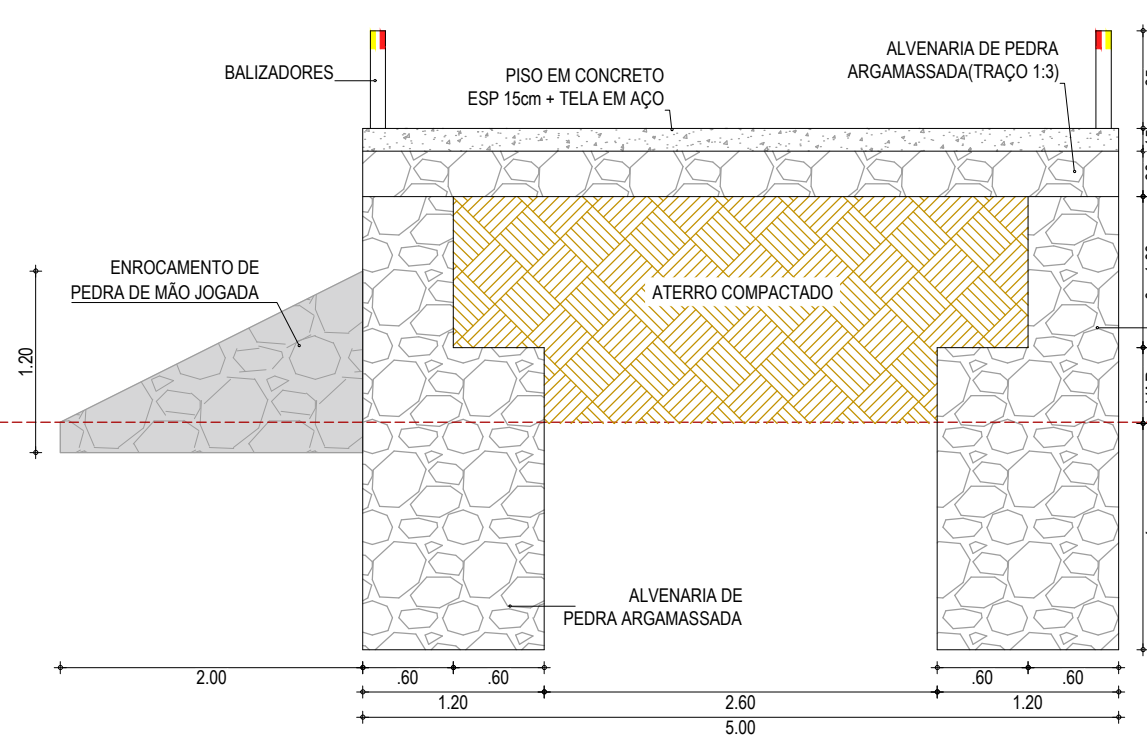 BALIZADORES
PISO EM CONCRETO
ESP 15cm + TELA EM AÇO
ALVENARIA DE PEDRA
ARGAMASSADA(TRAÇO 1:3)
ENROCAMENTO DE
PEDRA DE MÃO JOGADA
ATERRO COMPACTADO
1.20
ALVENARIA DE
PEDRA ARGAMASSADA
2.00
.60
.60
.60
.60
1.20
2.60
1.20
5.00